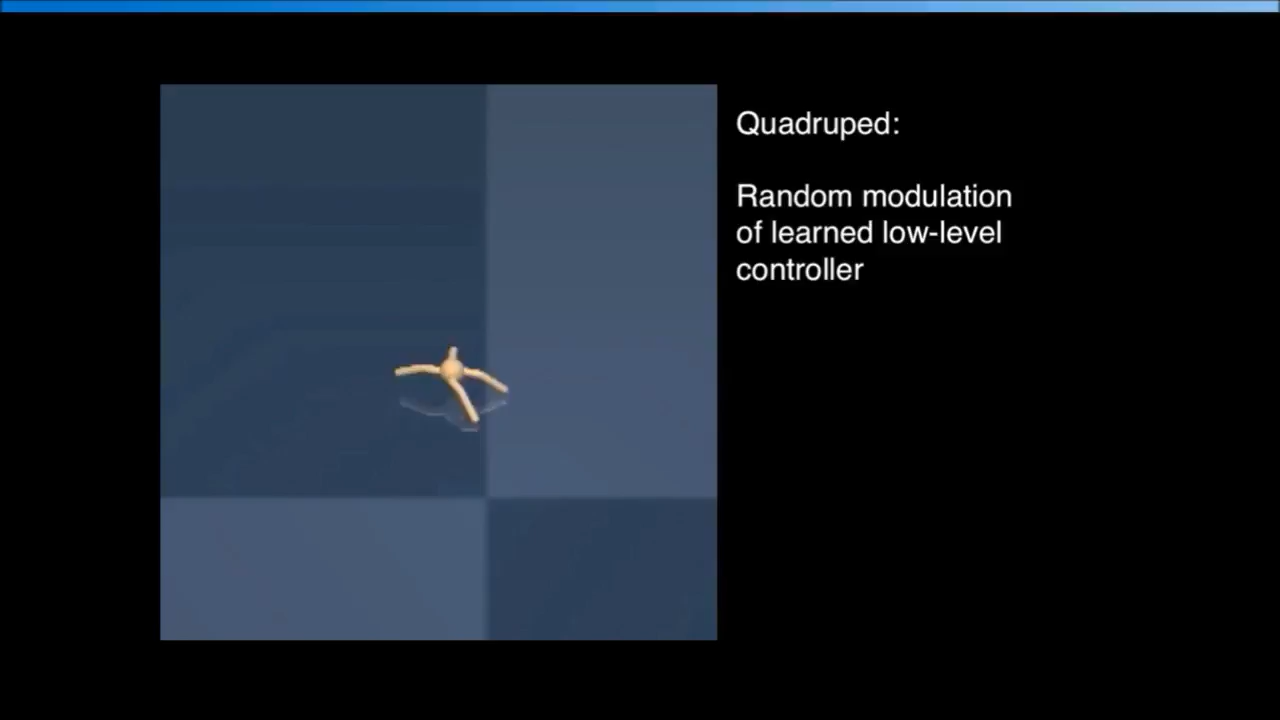 Quadruped:
Random modulation
of learned low-level
controller